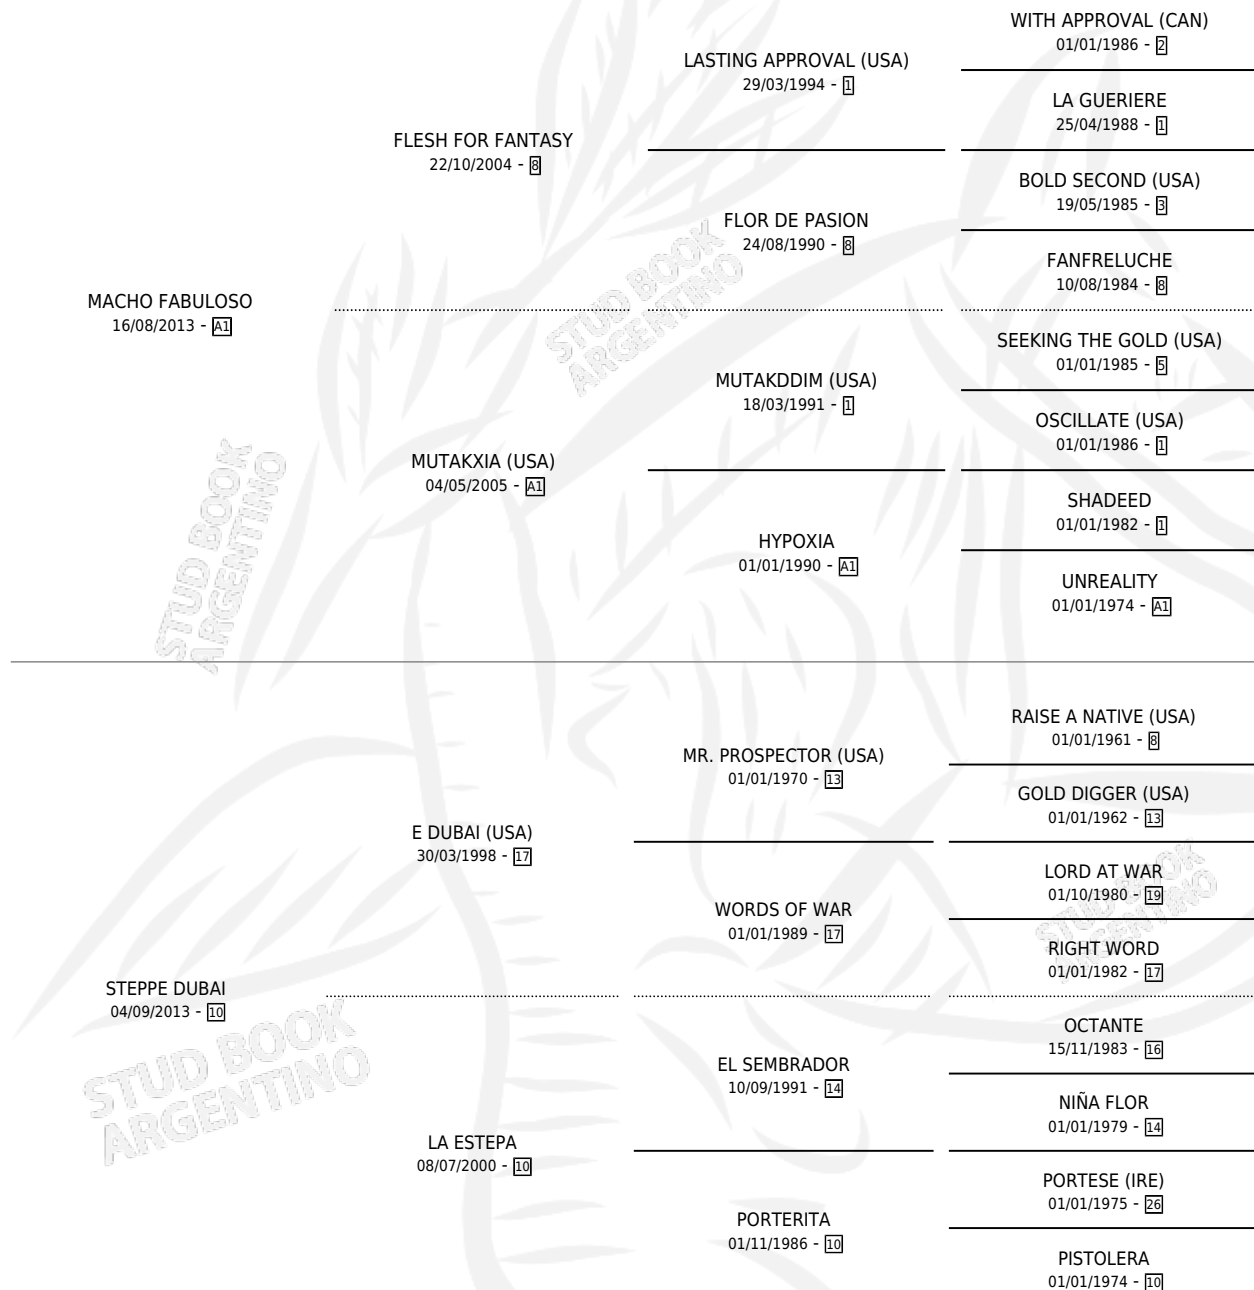 WITH APPROVAL (CAN)
01/01/1986 - 2
LASTING APPROVAL (USA)
29/03/1994 - 1
LA GUERIERE
25/04/1988 - 1
FLESH FOR FANTASY
22/10/2004 - 8
BOLD SECOND (USA)
19/05/1985 - 3
FLOR DE PASION
24/08/1990 - 8
FANFRELUCHE
10/08/1984 - 8
MACHO FABULOSO
16/08/2013 - A1
SEEKING THE GOLD (USA)
01/01/1985 - 5
MUTAKDDIM (USA)
18/03/1991 - 1
OSCILLATE (USA)
01/01/1986 - 1
MUTAKXIA (USA)
04/05/2005 - A1
SHADEED
01/01/1982 - 1
HYPOXIA
01/01/1990 - A1
UNREALITY
01/01/1974 - A1
STUD BOOK
ARGENTINO
STUD BOOK
ARGENTINO
RAISE A NATIVE (USA)
01/01/1961 - 8
MR. PROSPECTOR (USA)
01/01/1970 - 13
GOLD DIGGER (USA)
01/01/1962 - 13
E DUBAI (USA)
30/03/1998 - 17
LORD AT WAR
01/10/1980 - 19
WORDS OF WAR
01/01/1989 - 17
RIGHT WORD
01/01/1982 - 17
STEPPE DUBAI
04/09/2013 - 10
OCTANTE
15/11/1983 - 16
EL SEMBRADOR
10/09/1991 - 14
NIÑA FLOR
01/01/1979 - 14
LA ESTEPA
08/07/2000 - 10
PORTESE (IRE)
01/01/1975 - 26
PORTERITA
01/11/1986 - 10
PISTOLERA
01/01/1974 - 10
STUD BOOK
ARGENTINO
STUD BOOK
ARGENTINO